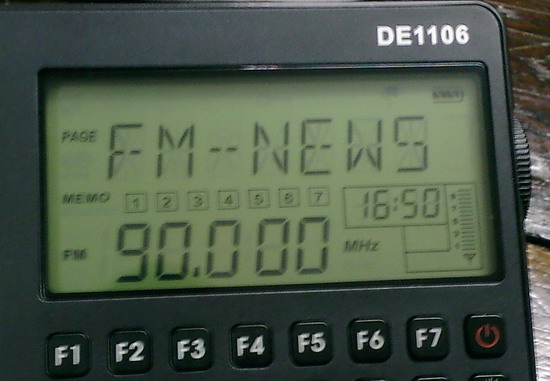 DE1106
PAGE FM--NEWS
MEMO 1 2 3 4 5 6 7 16:50
FM 90.000 MHz
F1 F2 F3 F4 F5 F6 F7